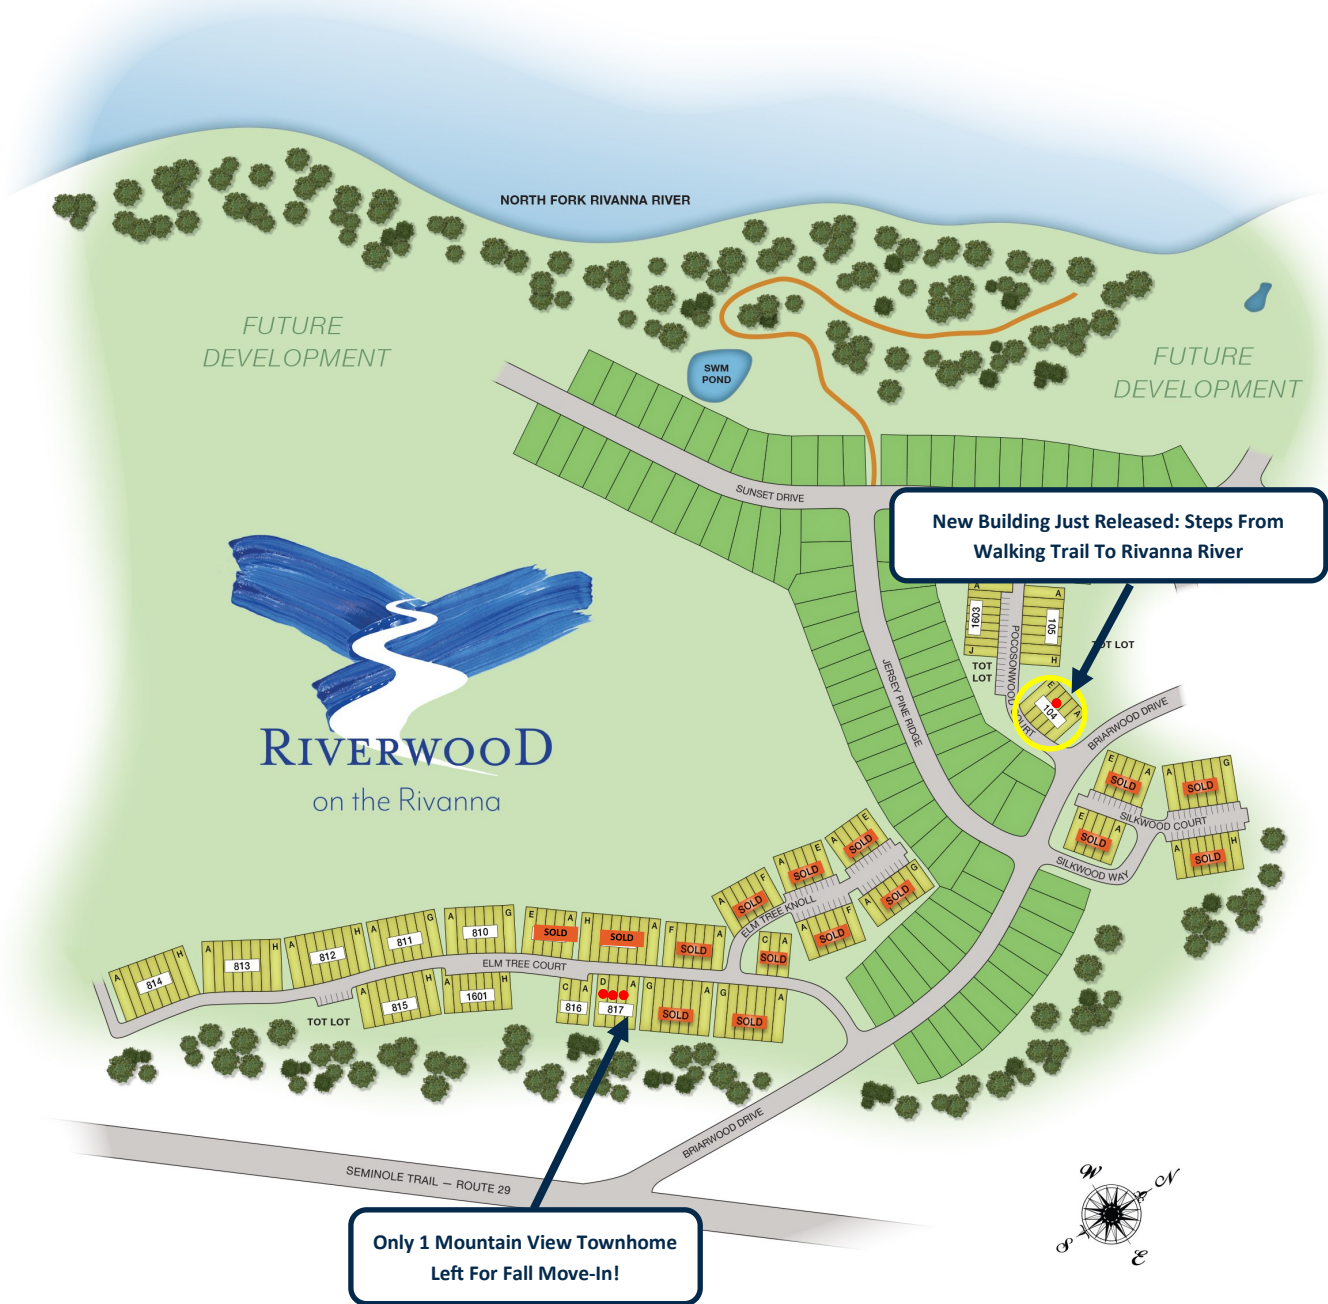 NORTH FORK RIVANNA RIVER
FUTURE
DEVELOPMENT
FUTURE
DEVELOPMENT
SWM
POND
SUNSET DRIVE
New Building Just Released: Steps From
Walking Trail To Rivanna River
A
1603
J
A
105
H
POCOSONWOOD COURT
TOT
LOT
TOT LOT
E
104
A
JERSEY PINE RIDGE
BRIARWOOD DRIVE
RIVERWOOD
on the Rivanna
E
A
SOLD
A
G
SOLD
SILKWOOD COURT
E
A
SOLD
A
H
SOLD
SILKWOOD WAY
A
F
SOLD
A
E
SOLD
A
E
SOLD
ELM TREE KNOLL
A
F
SOLD
A
G
SOLD
C
A
SOLD
A
H
814
A
H
813
A
H
812
A
G
811
A
G
810
E
A
SOLD
H
A
SOLD
F
A
SOLD
ELM TREE COURT
A
H
815
A
H
1601
C
A
816
D
A
817
G
A
SOLD
G
A
SOLD
TOT LOT
BRIARWOOD DRIVE
SEMINOLE TRAIL — ROUTE 29
Only 1 Mountain View Townhome
Left For Fall Move-In!
W
N
S
E